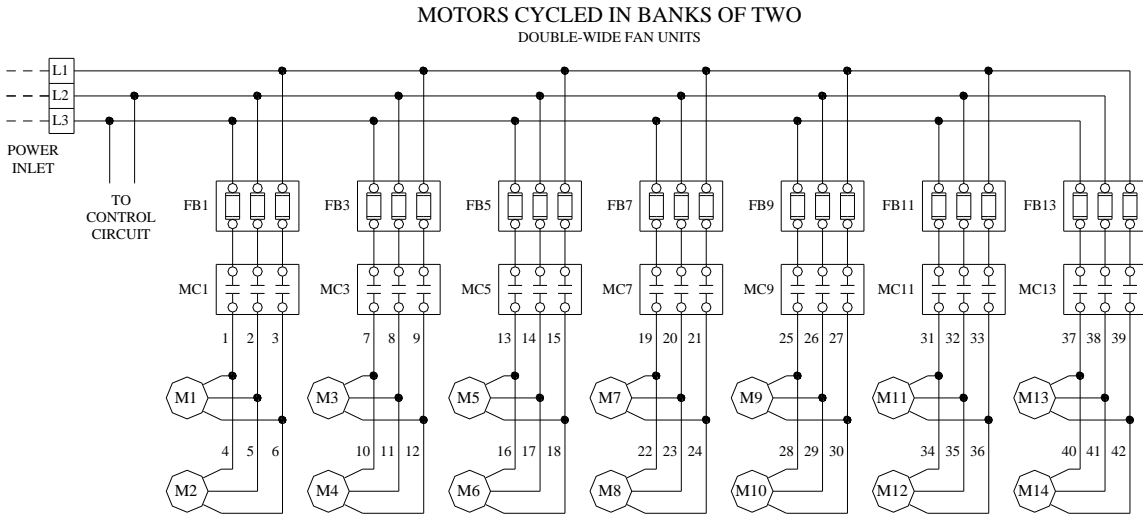 MOTORS CYCLED IN BANKS OF TWO
DOUBLE-WIDE FAN UNITS
L1
L2
L3
POWER
INLET
TO
CONTROL
CIRCUIT
FB1 FB3 FB5 FB7 FB9 FB11 FB13
MC1 MC3 MC5 MC7 MC9 MC11 MC13
1 2 3 7 8 9 13 14 15 19 20 21 25 26 27 31 32 33 37 38 39
M1 M3 M5 M7 M9 M11 M13
4 5 6 10 11 12 16 17 18 22 23 24 28 29 30 34 35 36 40 41 42
M2 M4 M6 M8 M10 M12 M14